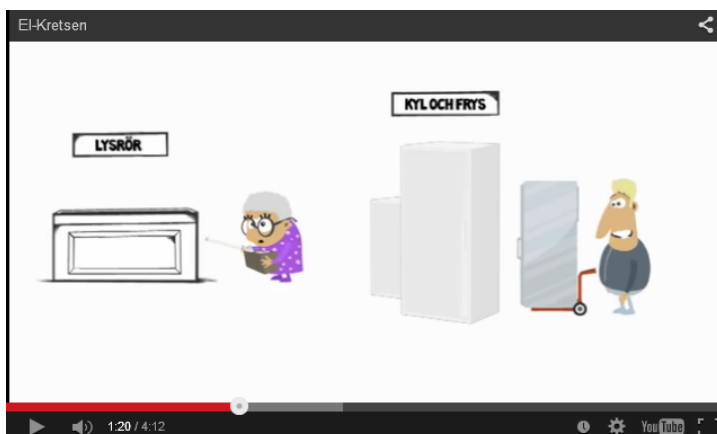 El-Kretsen
KYL OCH FRYS
LYSRÖR
1:20 / 4:12
YouTube